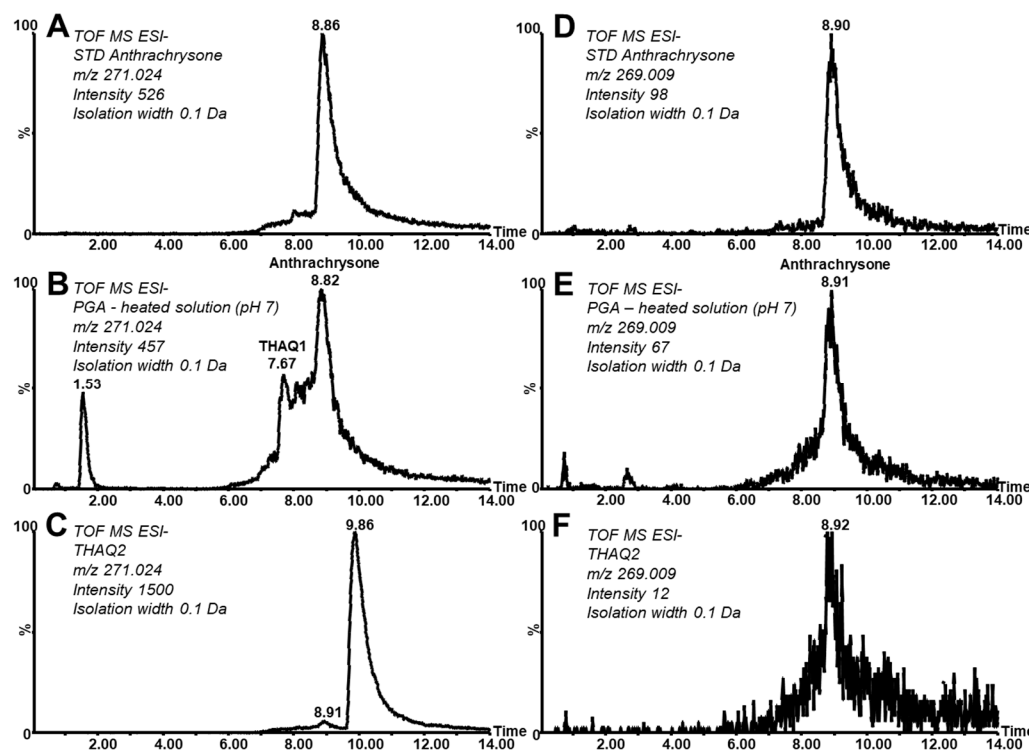 A
100
TOF MS ESI-
STD Anthrachrysone
m/z 271.024
Intensity 526
Isolation width 0.1 Da
8.86
%
0
2.00 4.00 6.00 8.00 10.00 12.00 14.00
Time
D
100
TOF MS ESI-
STD Anthrachrysone
m/z 269.009
Intensity 98
Isolation width 0.1 Da
8.90
%
0
2.00 4.00 6.00 8.00 10.00 12.00 14.00
Time
B
100
TOF MS ESI-
PGA - heated solution (pH 7)
m/z 271.024
Intensity 457
Isolation width 0.1 Da
Anthrachrysone
8.82
THAQ1
7.67
1.53
%
0
2.00 4.00 6.00 8.00 10.00 12.00 14.00
Time
E
100
TOF MS ESI-
PGA – heated solution (pH 7)
m/z 269.009
Intensity 67
Isolation width 0.1 Da
Anthrachrysone
8.91
%
0
2.00 4.00 6.00 8.00 10.00 12.00 14.00
Time
C
100
TOF MS ESI-
THAQ2
m/z 271.024
Intensity 1500
Isolation width 0.1 Da
9.86
8.91
%
0
2.00 4.00 6.00 8.00 10.00 12.00 14.00
Time
F
100
TOF MS ESI-
THAQ2
m/z 269.009
Intensity 12
Isolation width 0.1 Da
8.92
%
0
2.00 4.00 6.00 8.00 10.00 12.00 14.00
Time